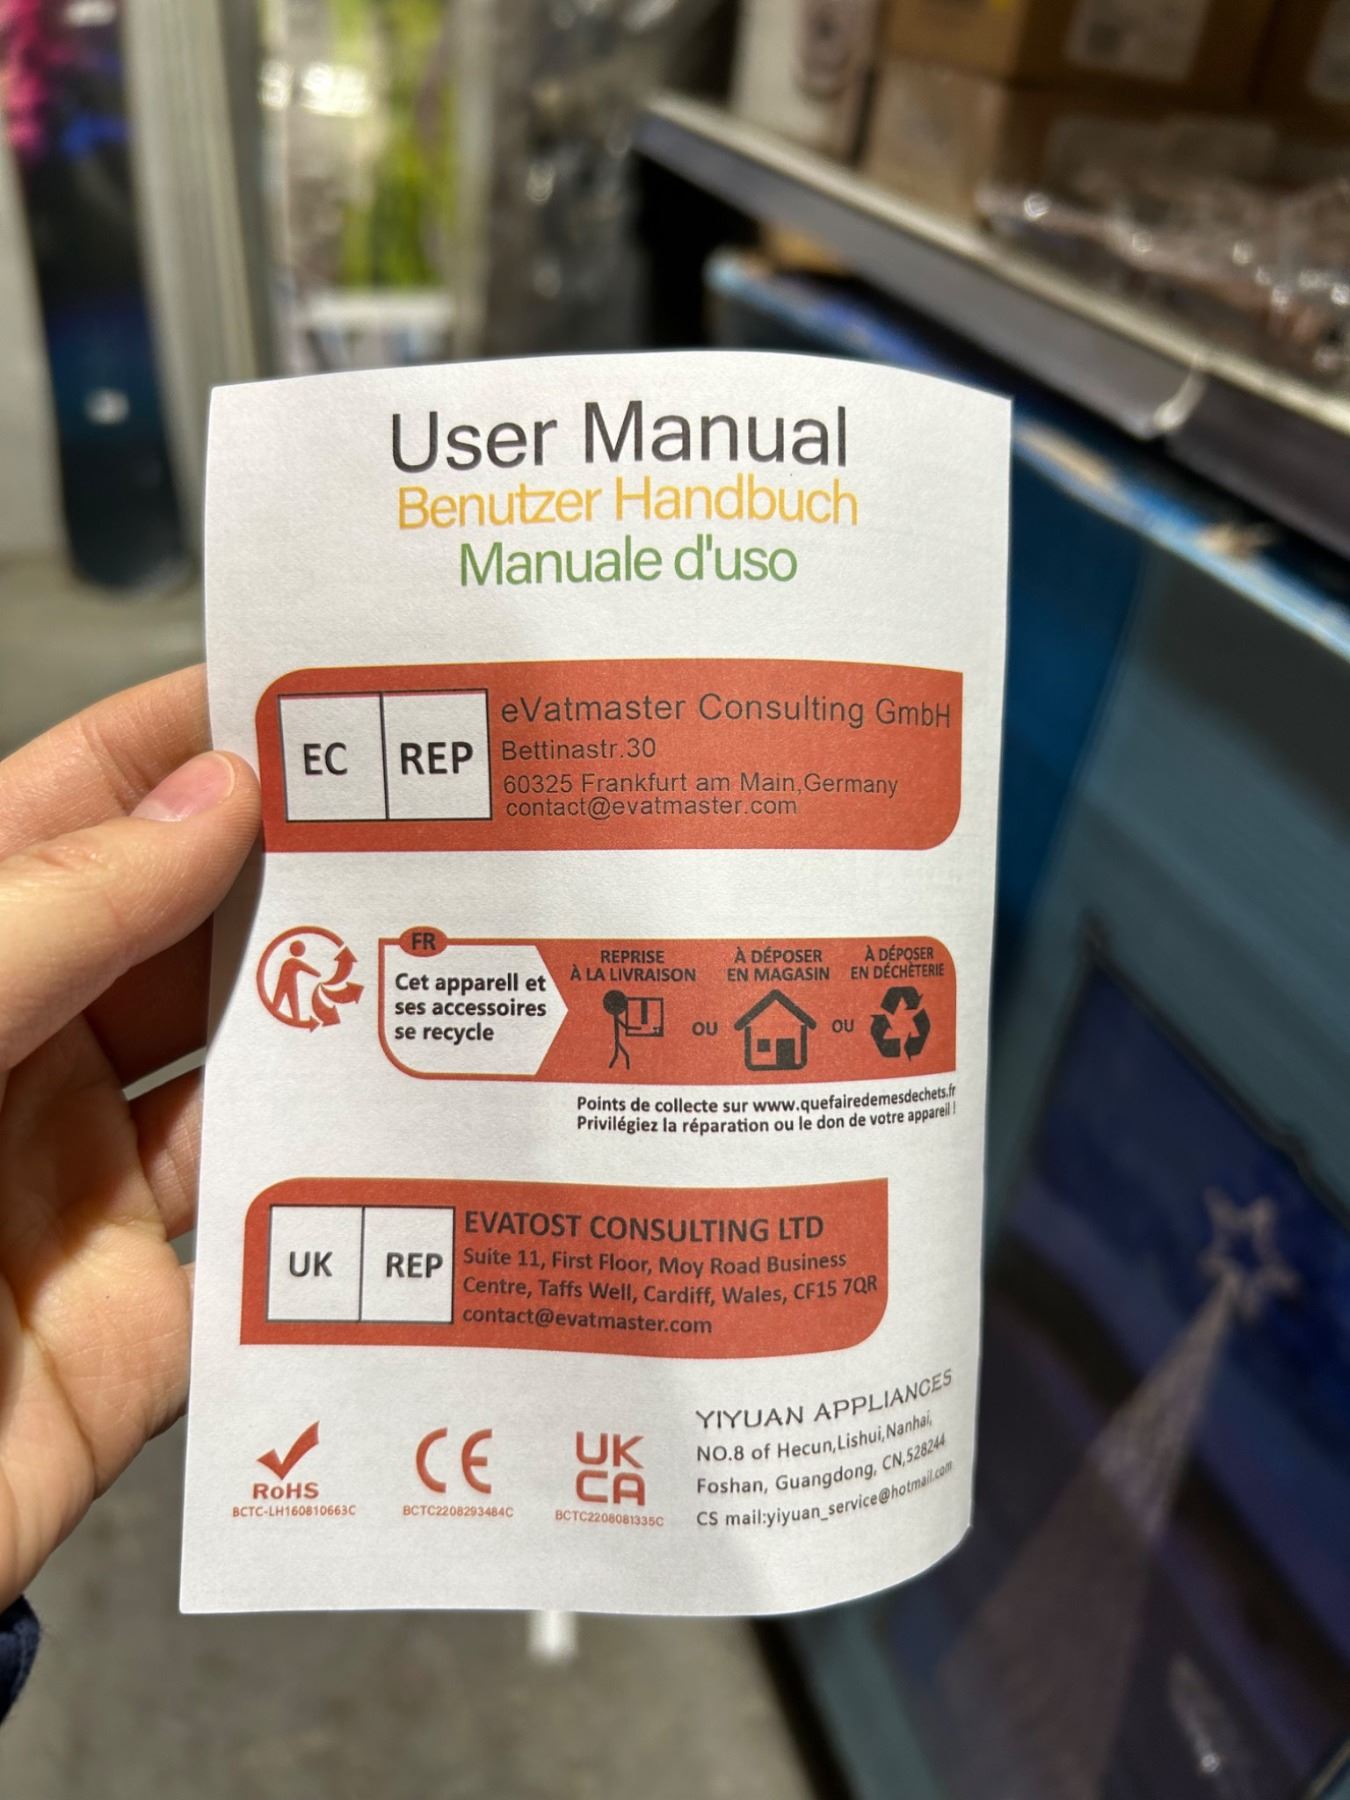 User Manual
Benutzer Handbuch
Manuale d'uso
EC REP
eVatmaster Consulting GmbH
Bettinastr.30
60325 Frankfurt am Main,Germany
contact@evatmaster.com
FR
Cet appareil et
ses accessoires
se recycle
REPRISE
À LA LIVRAISON
OU
À DÉPOSER
EN MAGASIN
OU
À DÉPOSER
EN DÉCHÈTERIE
Points de collecte sur www.quefairedemesdechets.fr
Privilégiez la réparation ou le don de votre appareil !
UK REP
EVATOST CONSULTING LTD
Suite 11, First Floor, Moy Road Business
Centre, Taffs Well, Cardiff, Wales, CF15 7QR
contact@evatmaster.com
RoHS
BCTC-LH160810663C
CE
BCTC2208293484C
UK
CA
BCTC2208081335C
YIYUAN APPLIANCES
NO.8 of Hecun,Lishui,Nanhai,
Foshan, Guangdong, CN,528244
CS mail:yiyuan_service@hotmail.com